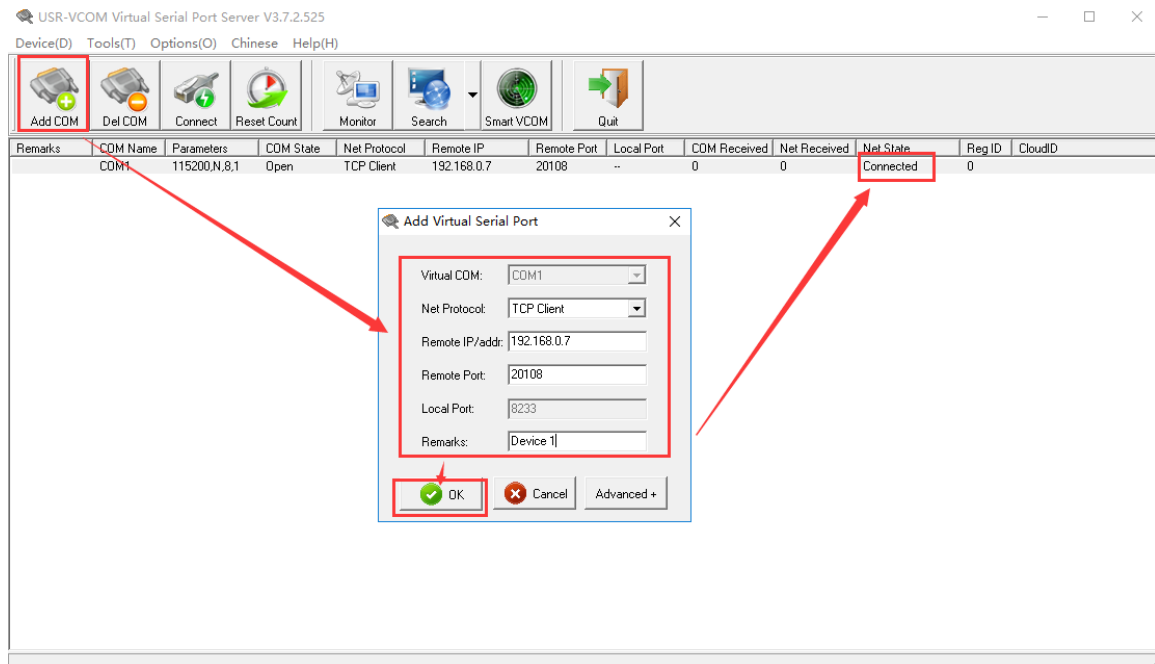 USR-VCOM Virtual Serial Port Server V3.7.2.525
Device(D) Tools(T) Options(O) Chinese Help(H)
Add COM Del COM Connect Reset Count Monitor Search Smart VCOM Quit
Remarks COM Name Parameters COM State Net Protocol Remote IP Remote Port Local Port COM Received Net Received Net State Reg ID CloudID
COM1 115200,N,8,1 Open TCP Client 192.168.0.7 20108 -- 0 0 Connected 0
Add Virtual Serial Port
Virtual COM: COM1
Net Protocol: TCP Client
Remote IP/addr: 192.168.0.7
Remote Port: 20108
Local Port: 8233
Remarks: Device 1
OK Cancel Advanced +